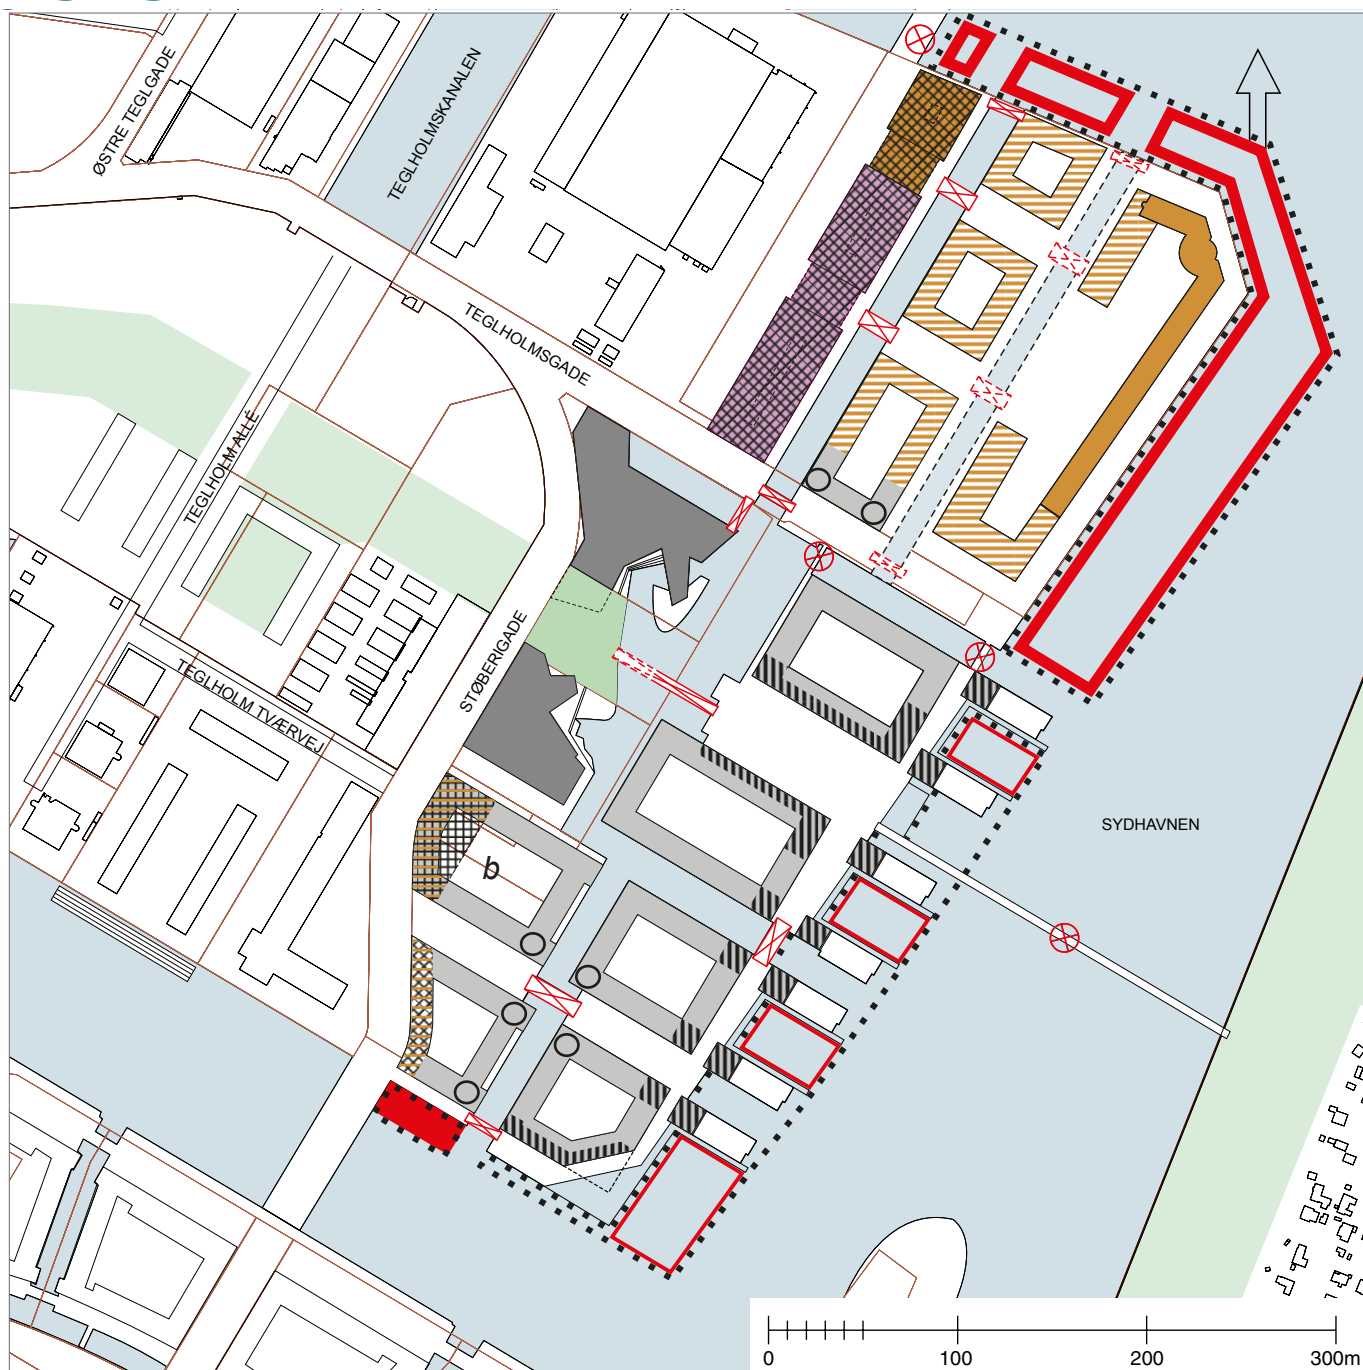 ØSTRE TEGLGADE
TEGLHOLMSKANALEN
TEGLHOLMSGADE
TEGLHOLM ALLÉ
STØBERIGADE
TEGLHOLM TVÆRVEJ
SYDHAVNEN
b
0 100 200 300m